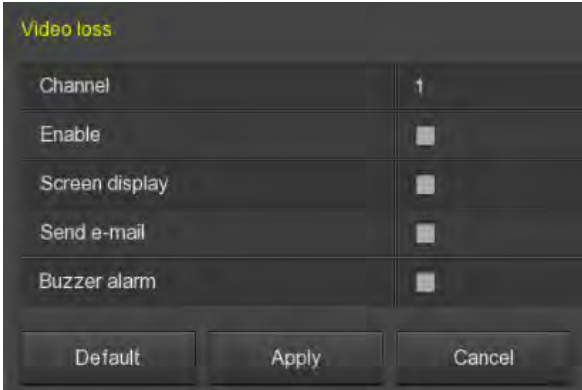 Video loss
Channel 1
Enable
Screen display
Send e-mail
Buzzer alarm
Default Apply Cancel